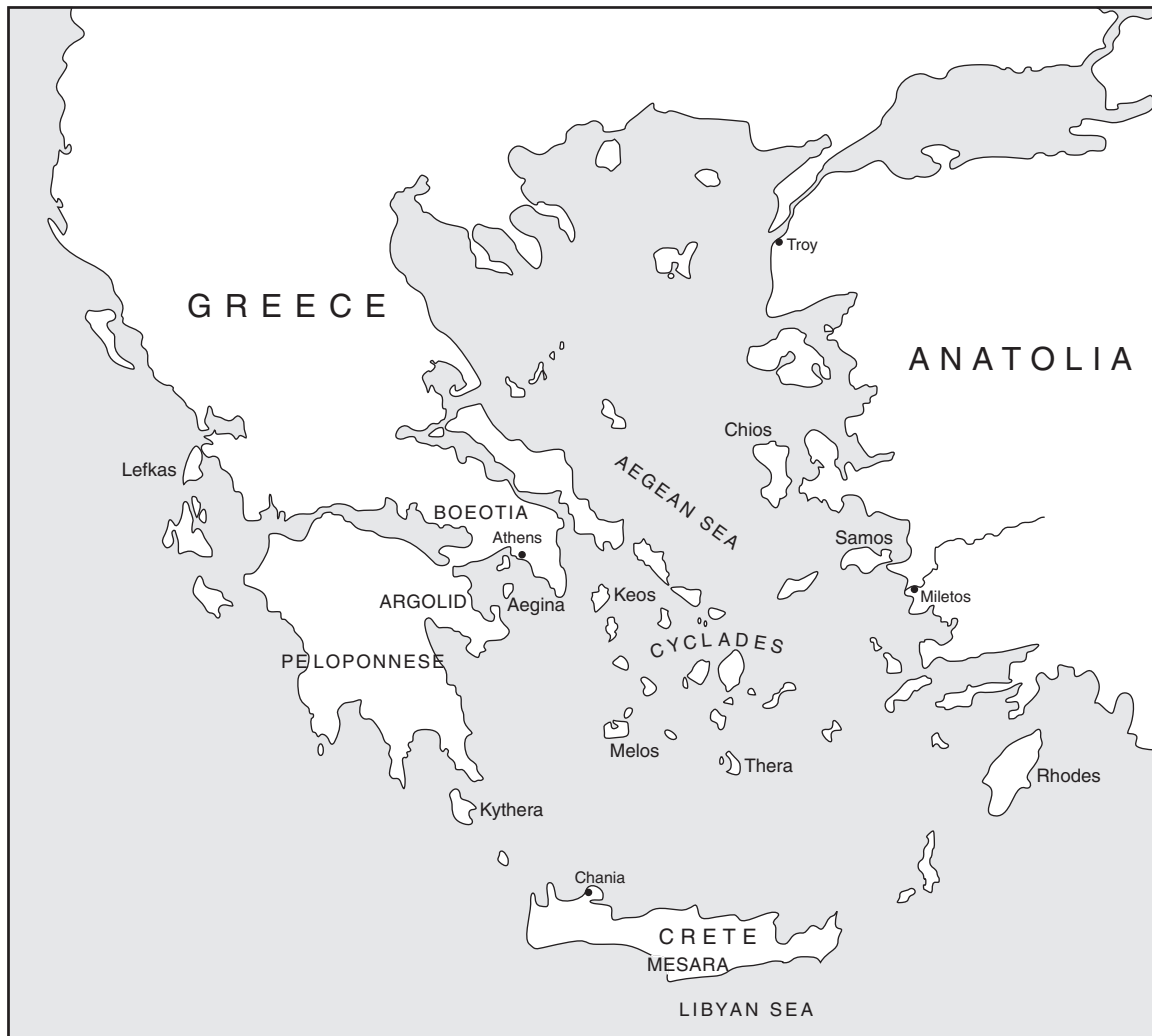 Troy
GREECE
ANATOLIA
Chios
Lefkas
AEGEAN SEA
BOEOTIA
Athens
Samos
Keos
Miletos
ARGOLID
Aegina
CYCLADES
PELOPONNESE
Melos
Thera
Rhodes
Kythera
Chania
CRETE
MESARA
LIBYAN SEA